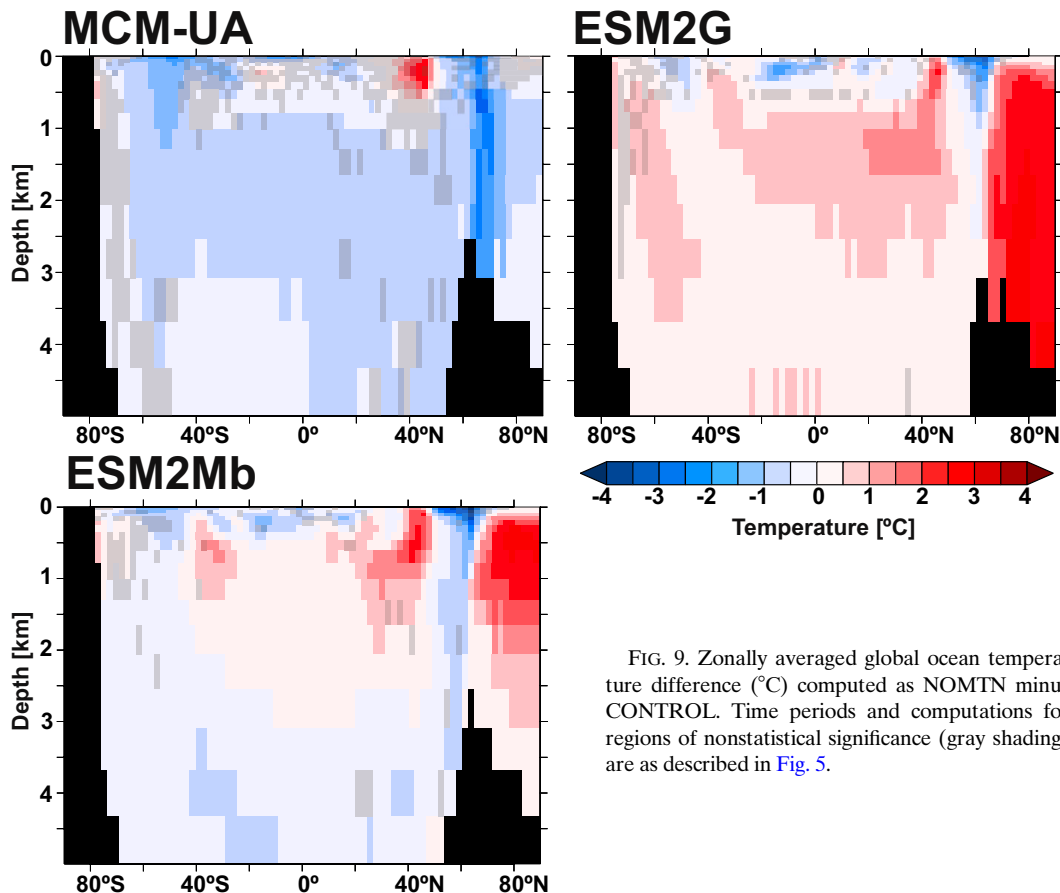 MCM-UA
ESM2G
0
1
2
3
4
Depth [km]
80ºS 40ºS 0º 40ºN 80ºN
80ºS 40ºS 0º 40ºN 80ºN
-4 -3 -2 -1 0 1 2 3 4
Temperature [ºC]
ESM2Mb
0
1
2
3
4
Depth [km]
80ºS 40ºS 0º 40ºN 80ºN
FIG. 9. Zonally averaged global ocean tempera
ture difference (°C) computed as NOMTN minu
CONTROL. Time periods and computations fo
regions of nonstatistical significance (gray shading
are as described in Fig. 5.